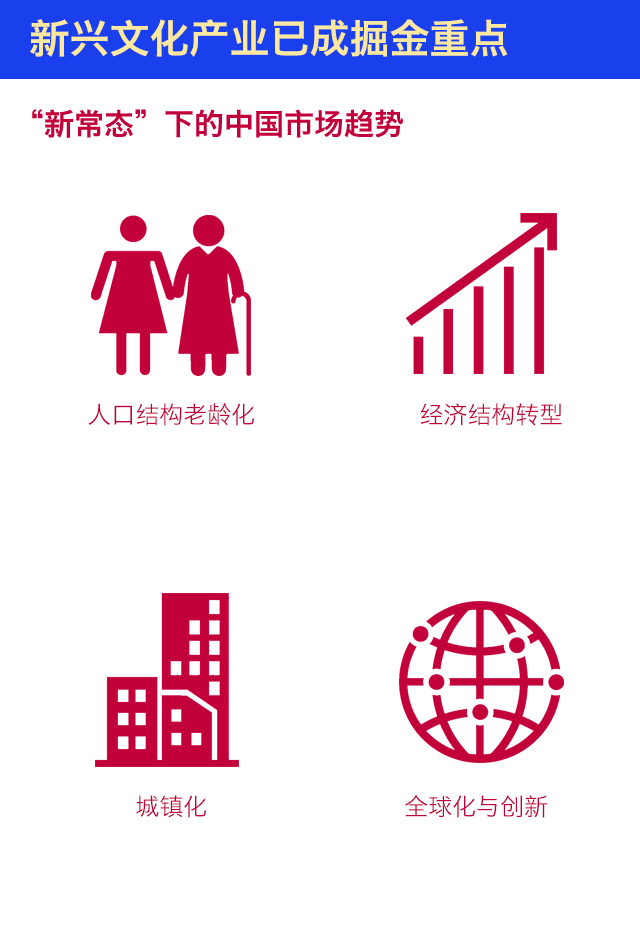 新兴文化产业已成掘金重点
“新常态”下的中国市场趋势
人口结构老龄化
经济结构转型
城镇化
全球化与创新